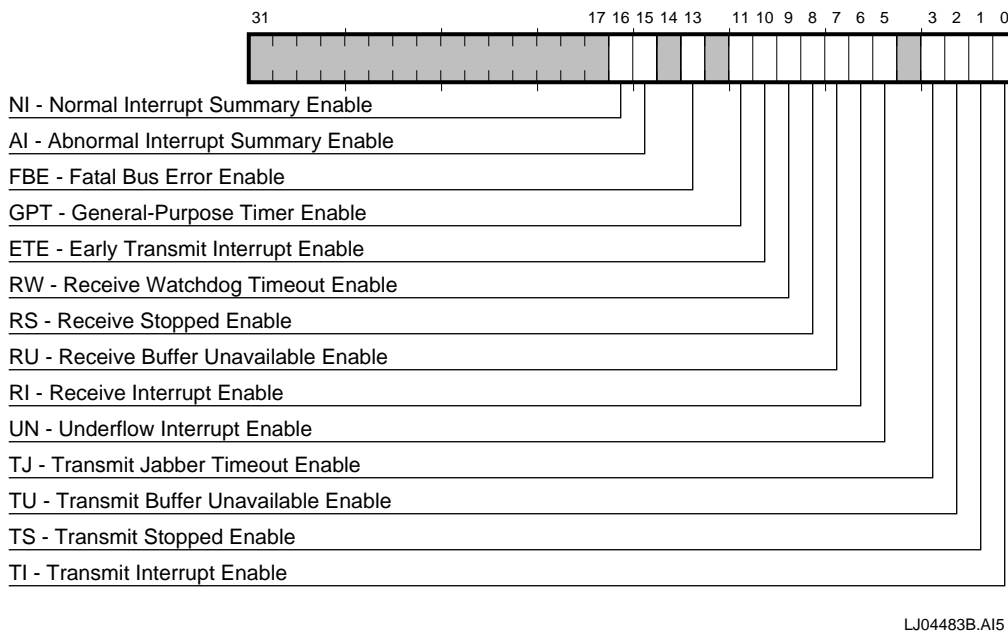 31 17 16 15 14 13 11 10 9 8 7 6 5 3 2 1 0
NI - Normal Interrupt Summary Enable
AI - Abnormal Interrupt Summary Enable
FBE - Fatal Bus Error Enable
GPT - General-Purpose Timer Enable
ETE - Early Transmit Interrupt Enable
RW - Receive Watchdog Timeout Enable
RS - Receive Stopped Enable
RU - Receive Buffer Unavailable Enable
RI - Receive Interrupt Enable
UN - Underflow Interrupt Enable
TJ - Transmit Jabber Timeout Enable
TU - Transmit Buffer Unavailable Enable
TS - Transmit Stopped Enable
TI - Transmit Interrupt Enable
LJ04483B.AI5